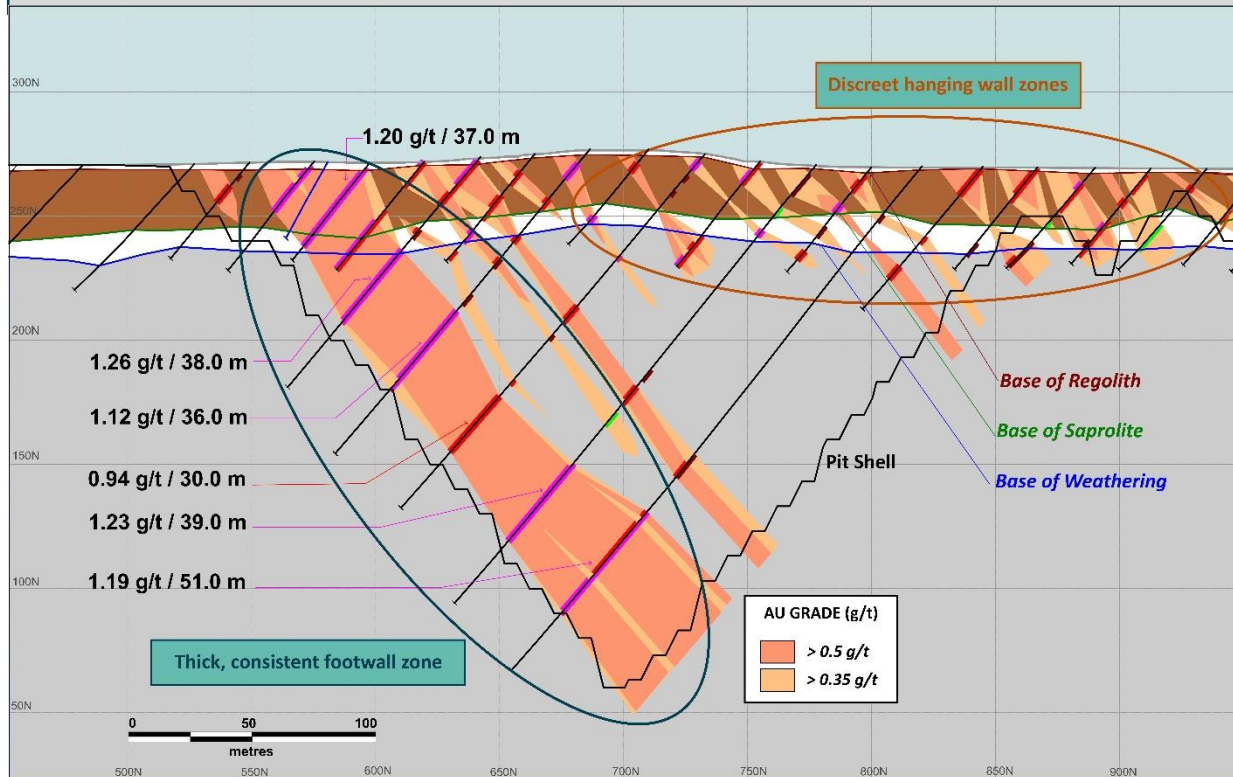 300N
250N
200N
150N
100N
50N
Discreet hanging wall zones
1.20 g/t / 37.0 m
1.26 g/t / 38.0 m
1.12 g/t / 36.0 m
0.94 g/t / 30.0 m
1.23 g/t / 39.0 m
1.19 g/t / 51.0 m
Base of Regolith
Base of Saprolite
Base of Weathering
Pit Shell
Thick, consistent footwall zone
AU GRADE (g/t)
> 0.5 g/t
> 0.35 g/t
0 50 100
metres
500N 550N 600N 650N 700N 750N 800N 850N 900N